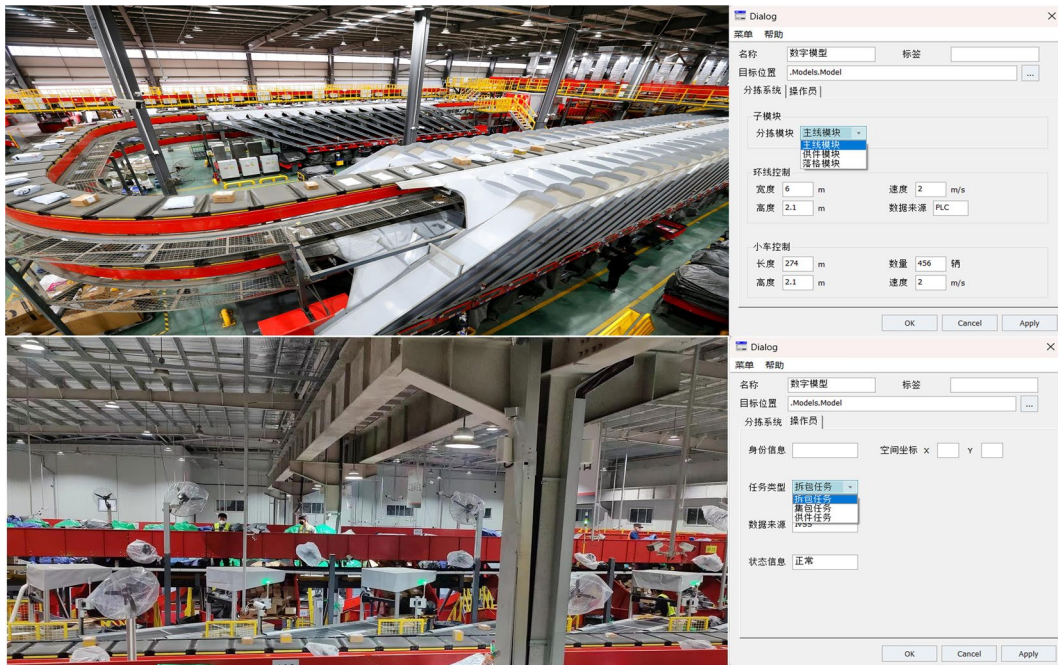 Dialog
菜单 帮助
名称 数字模型 标签
目标位置 .Models.Model ...
分拣系统 操作员
子模块
分拣模块 主线模块
主线模块
供件模块
落格模块
环线控制
宽度 6 m 速度 2 m/s
高度 2.1 m 数据来源 PLC
小车控制
长度 274 m 数量 456 辆
高度 2.1 m 速度 2 m/s
OK Cancel Apply
Dialog
菜单 帮助
名称 数字模型 标签
目标位置 .Models.Model ...
分拣系统 操作员
身份信息 空间坐标 X Y
任务类型 拆包任务
拆包任务
集包任务
供件任务
数据来源
状态信息 正常
OK Cancel Apply